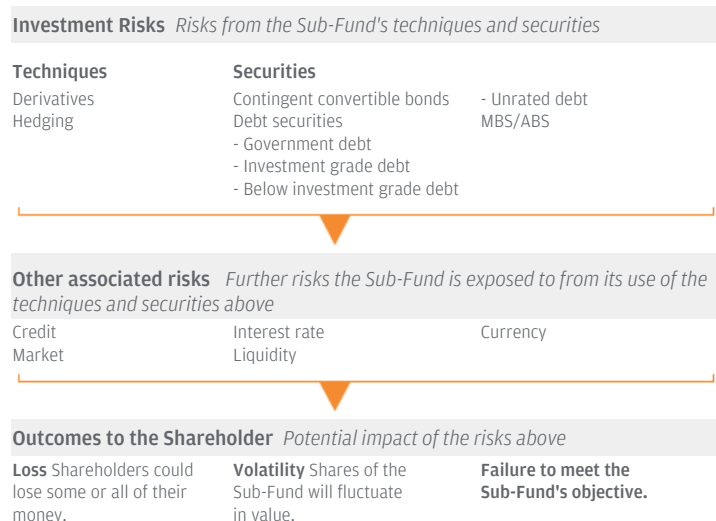 Investment Risks Risks from the Sub-Fund's techniques and securities
Techniques
Derivatives
Hedging
Securities
Contingent convertible bonds
Debt securities
- Government debt
- Investment grade debt
- Below investment grade debt
- Unrated debt
MBS/ABS
Other associated risks Further risks the Sub-Fund is exposed to from its use of the
techniques and securities above
Credit
Market
Interest rate
Liquidity
Currency
Outcomes to the Shareholder Potential impact of the risks above
Loss Shareholders could
lose some or all of their
money.
Volatility Shares of the
Sub-Fund will fluctuate
in value.
Failure to meet the
Sub-Fund's objective.